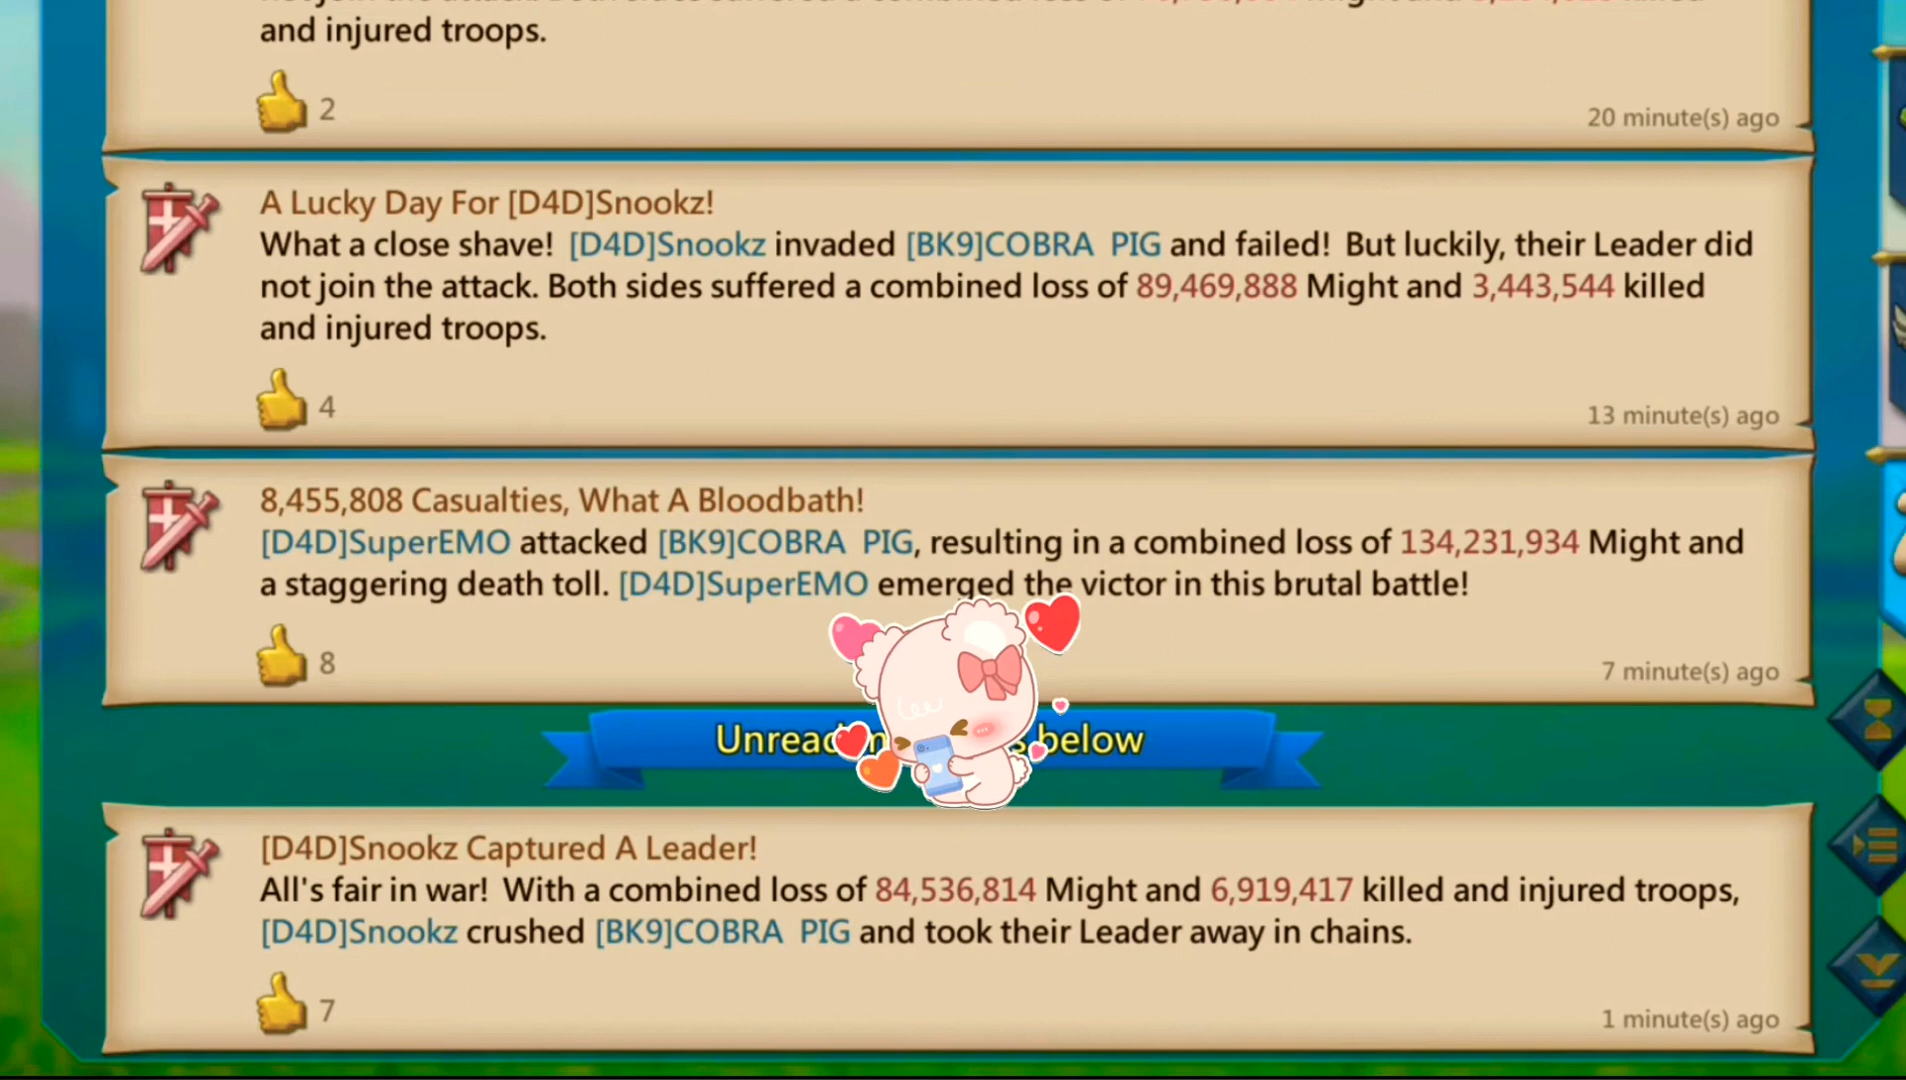 and injured troops.
2
20 minute(s) ago
A Lucky Day For [D4D]Snookz!
What a close shave! [D4D]Snookz invaded [BK9]COBRA PIG and failed! But luckily, their Leader did
not join the attack. Both sides suffered a combined loss of 89,469,888 Might and 3,443,544 killed
and injured troops.
4
13 minute(s) ago
8,455,808 Casualties, What A Bloodbath!
[D4D]SuperEMO attacked [BK9]COBRA PIG, resulting in a combined loss of 134,231,934 Might and
a staggering death toll. [D4D]SuperEMO emerged the victor in this brutal battle!
8
7 minute(s) ago
below
[D4D]Snookz Captured A Leader!
All's fair in war! With a combined loss of 84,536,814 Might and 6,919,417 killed and injured troops,
[D4D]Snookz crushed [BK9]COBRA PIG and took their Leader away in chains.
7
1 minute(s) ago